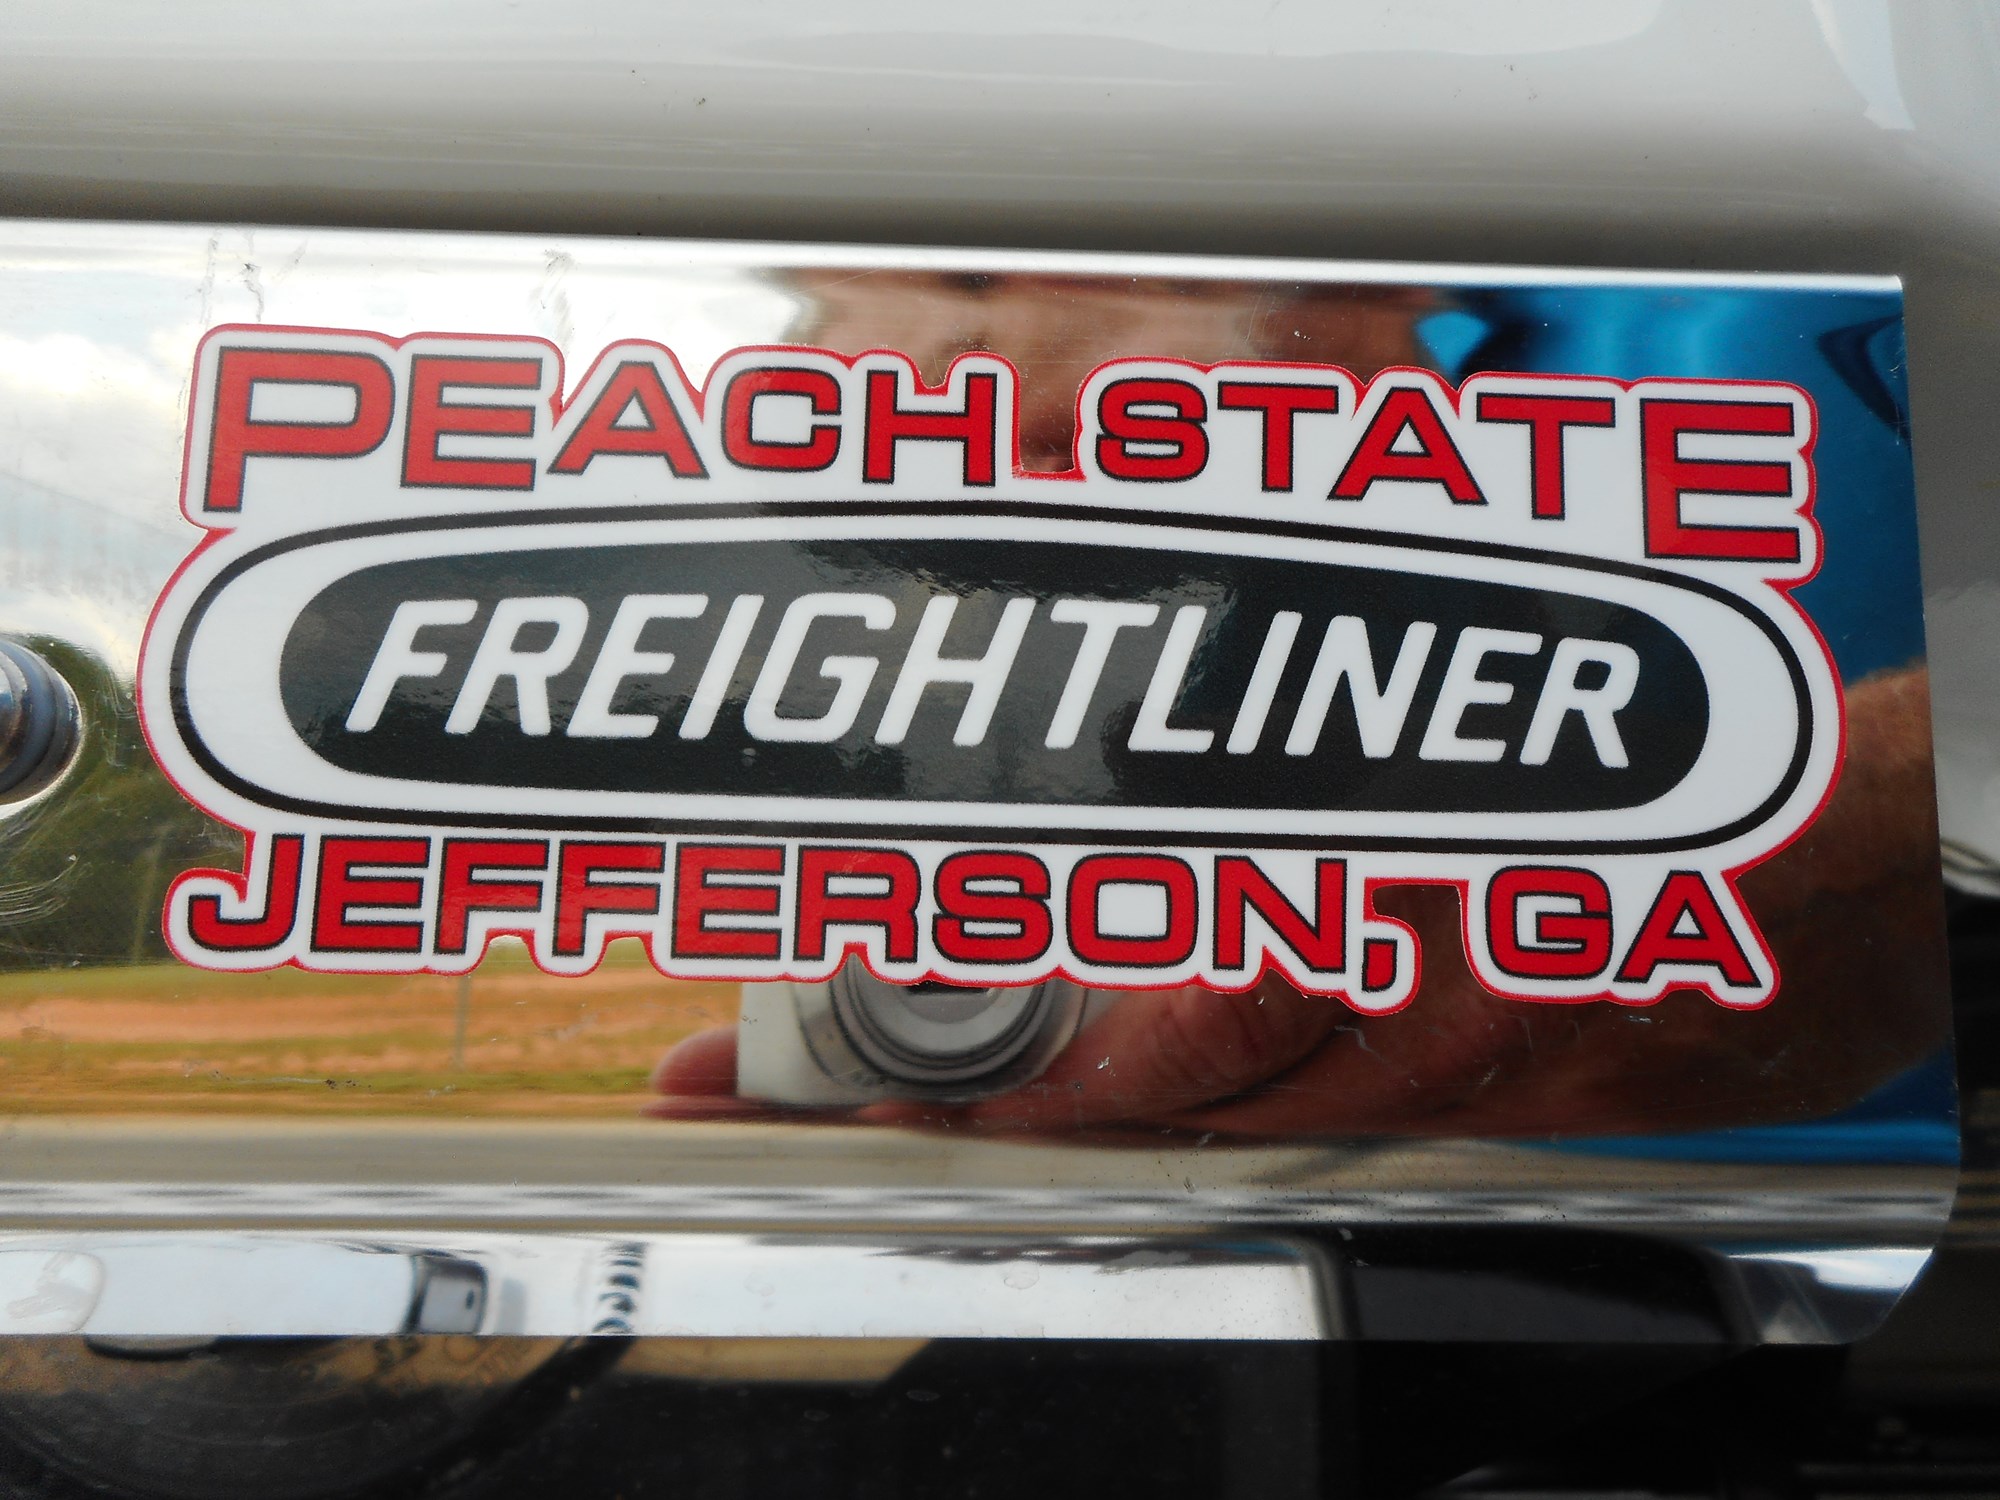 PEACH STATE
FREIGHTLINER
JEFFERSON, GA